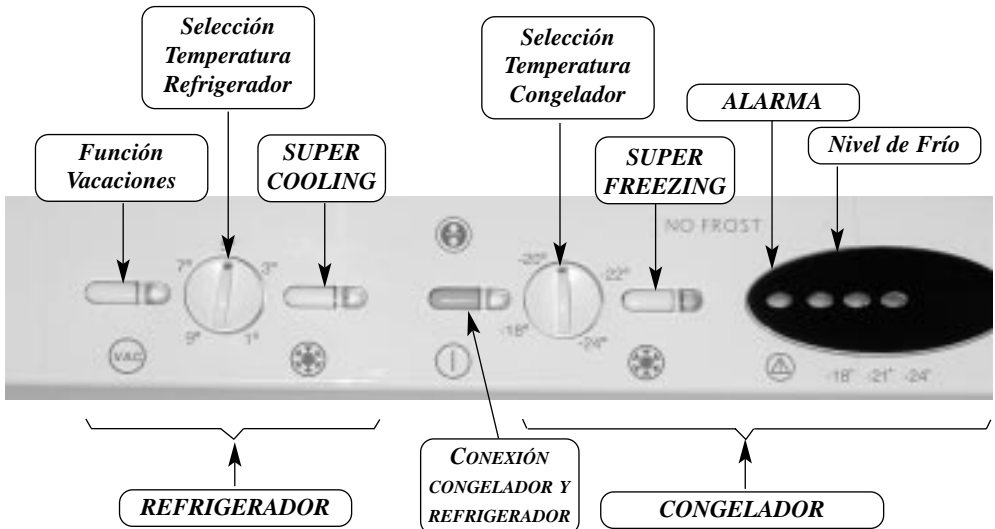 Selección
Temperatura
Refrigerador
Selección
Temperatura
Congelador
ALARMA
Nivel de Frío
Función
Vacaciones
SUPER
COOLING
SUPER
FREEZING
NO FROST
7° 3°
9° 1°
-20° -22°
-18° -24°
VAC
-18° -21° -24°
CONEXIÓN
CONGELADOR Y
REFRIGERADOR
REFRIGERADOR
CONGELADOR